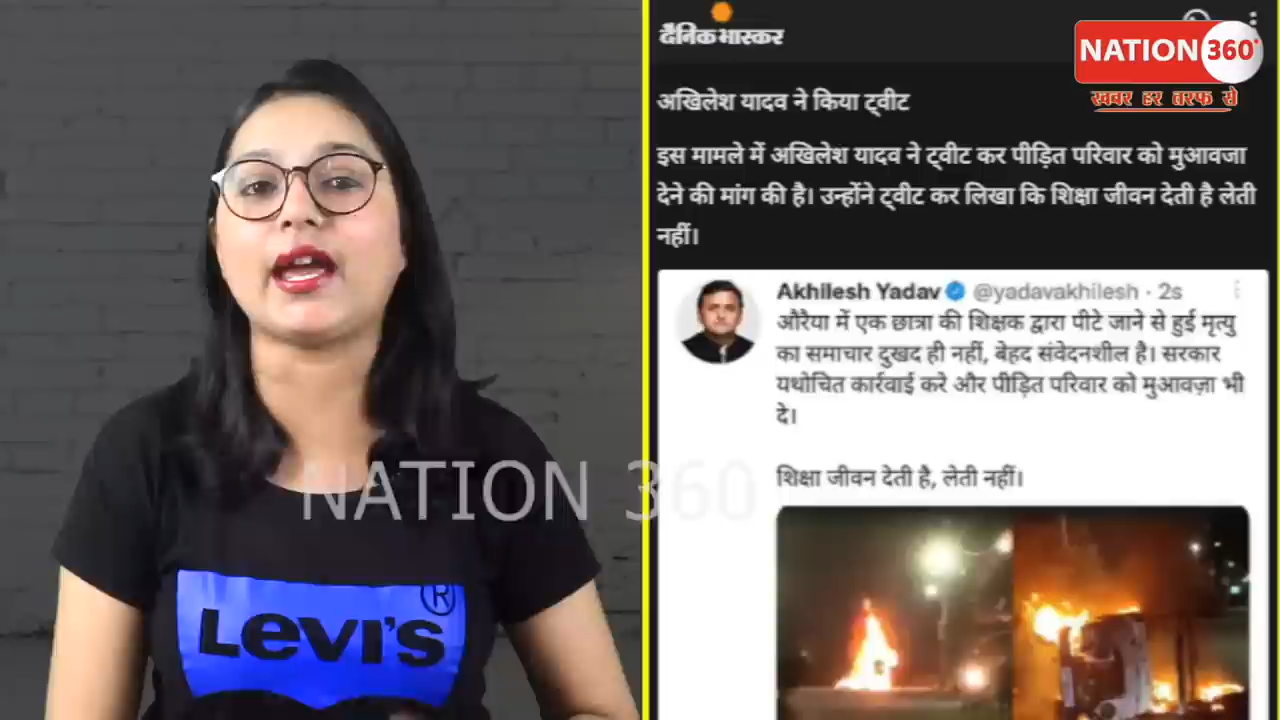 दैनिक भास्कर
NATION 360°
खबर हर तरफ से
अखिलेश यादव ने किया ट्वीट
इस मामले में अखिलेश यादव ने ट्वीट कर पीड़ित परिवार को मुआवजा
देने की मांग की है। उन्होंने ट्वीट कर लिखा कि शिक्षा जीवन देती है लेती
नहीं।
Akhilesh Yadav @yadavakhilesh · 2s
औरैया में एक छात्रा की शिक्षक द्वारा पीटे जाने से हुई मृत्यु
का समाचार दुखद ही नहीं, बेहद संवेदनशील है। सरकार
यथोचित कार्रवाई करे और पीड़ित परिवार को मुआवज़ा भी
दे।
शिक्षा जीवन देती है, लेती नहीं।
NATION 360
Levi's ®